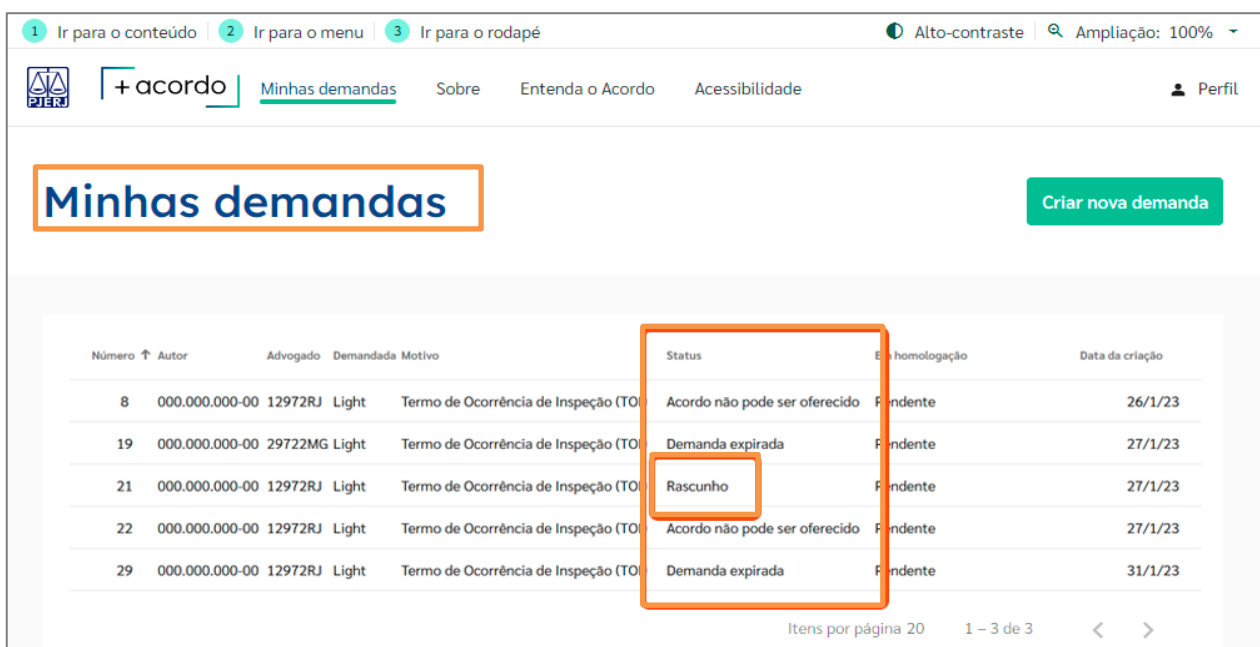 1 Ir para o conteúdo 2 Ir para o menu 3 Ir para o rodapé Alto-contraste Ampliação: 100%
PJERJ +acordo Minhas demandas Sobre Entenda o Acordo Acessibilidade Perfil
Minhas demandas
Criar nova demanda
Número ↑ Autor Advogado Demandada Motivo Status Em homologação Data da criação
8 000.000.000-00 12972RJ Light Termo de Ocorrência de Inspeção (TOI) Acordo não pode ser oferecido Pendente 26/1/23
19 000.000.000-00 29722MG Light Termo de Ocorrência de Inspeção (TOI) Demanda expirada Pendente 27/1/23
21 000.000.000-00 12972RJ Light Termo de Ocorrência de Inspeção (TOI) Rascunho Pendente 27/1/23
22 000.000.000-00 12972RJ Light Termo de Ocorrência de Inspeção (TOI) Acordo não pode ser oferecido Pendente 27/1/23
29 000.000.000-00 12972RJ Light Termo de Ocorrência de Inspeção (TOI) Demanda expirada Pendente 31/1/23
Itens por página 20 1 – 3 de 3 < >